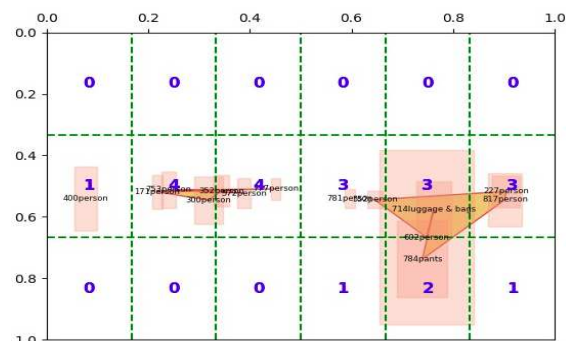 0.0 0.2 0.4 0.6 0.8 1.0
0.0
0 0 0 0 0 0
0.2
0.4
1 4 4 3 3 3
400person 300person 781person 714luggage & bags 227person
817person
0.6
602person
784pants
0.8
0 0 0 1 2 1
1.0